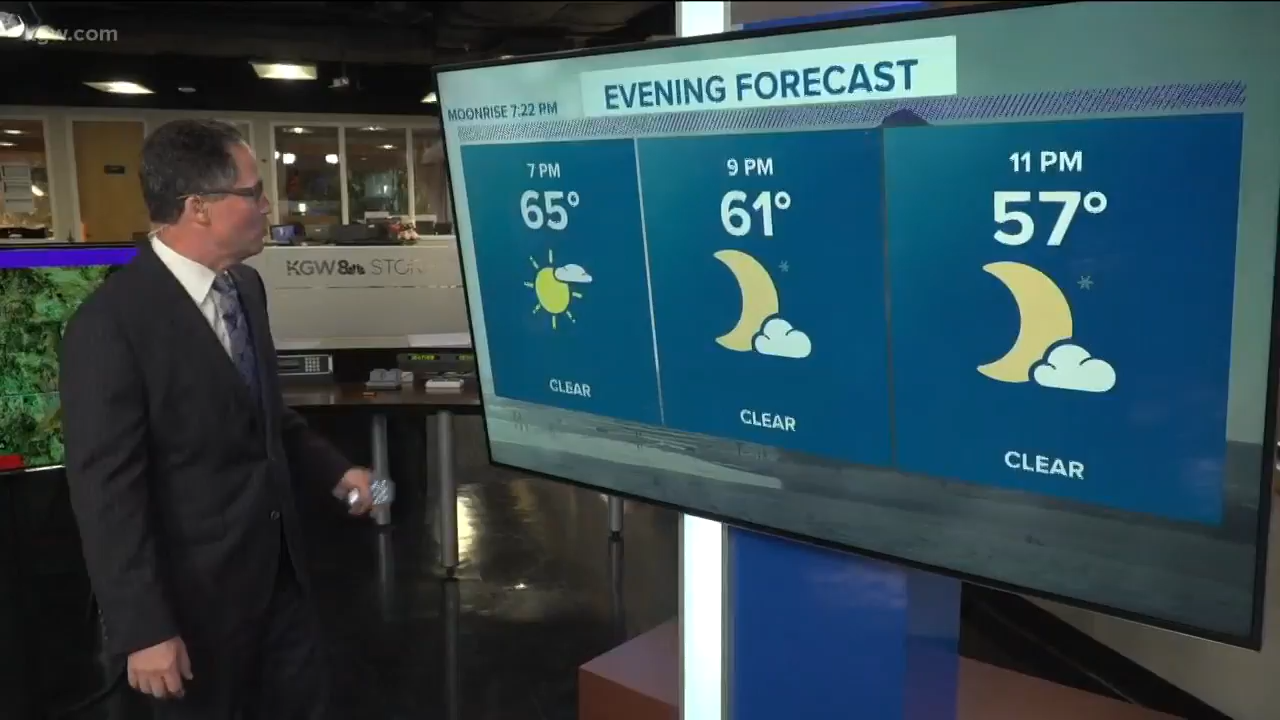 kgw.com
EVENING FORECAST
MOONRISE 7:22 PM
7 PM
65°
CLEAR
9 PM
61°
CLEAR
11 PM
57°
CLEAR
KGW8